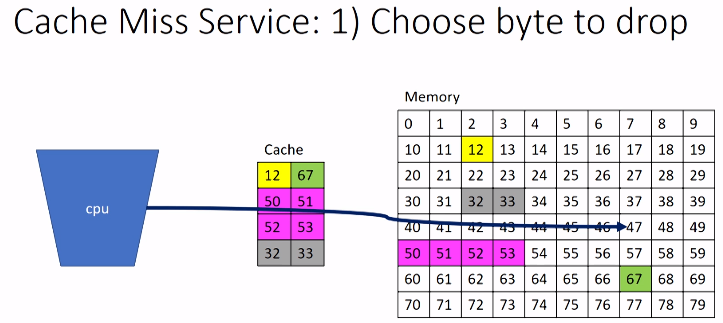 Cache Miss Service: 1) Choose byte to drop
Memory
0 1 2 3 4 5 6 7 8 9
Cache
10 11 12 13 14 15 16 17 18 19
12 67
20 21 22 23 24 25 26 27 28 29
cpu
50 51
30 31 32 33 34 35 36 37 38 39
52 53
40 41 42 43 44 45 46 47 48 49
32 33
50 51 52 53 54 55 56 57 58 59
60 61 62 63 64 65 66 67 68 69
70 71 72 73 74 75 76 77 78 79